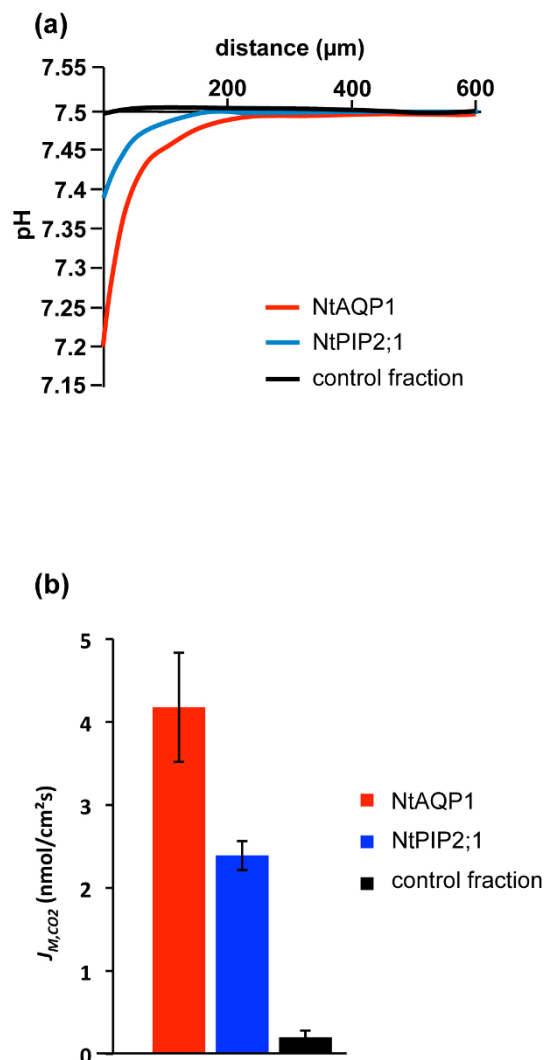 (a)
distance (µm)
7.55
200 400 600
7.5
7.45
7.4
7.35
7.3
7.25
7.2
7.15
pH
NtAQP1
NtPIP2;1
control fraction
(b)
5
4
3
2
1
0
J_M,CO2 (nmol/cm²s)
NtAQP1
NtPIP2;1
control fraction